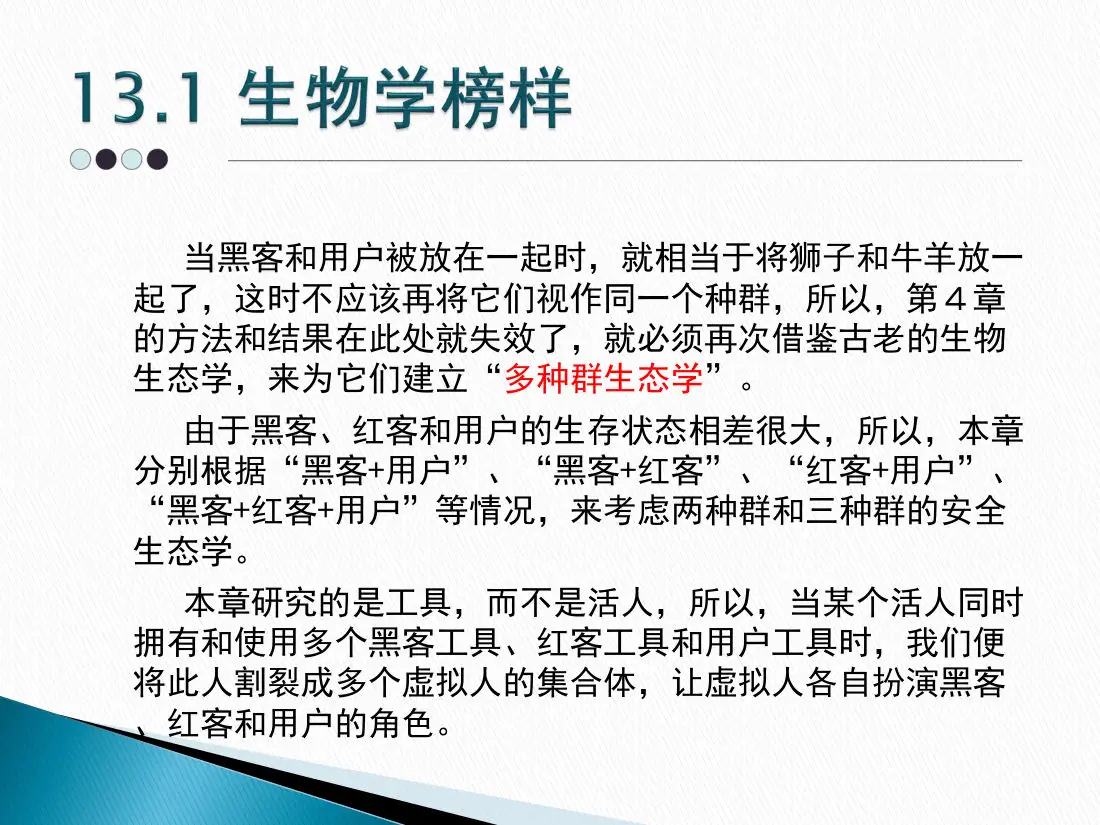 13.1 生物学榜样
当黑客和用户被放在一起时，就相当于将狮子和牛羊放一
起了，这时不应该再将它们视作同一个种群，所以，第４章
的方法和结果在此处就失效了，就必须再次借鉴古老的生物
生态学，来为它们建立“多种群生态学”。
由于黑客、红客和用户的生存状态相差很大，所以，本章
分别根据“黑客+用户”、“黑客+红客”、“红客+用户”、
“黑客+红客+用户”等情况，来考虑两种群和三种群的安全
生态学。
本章研究的是工具，而不是活人，所以，当某个活人同时
拥有和使用多个黑客工具、红客工具和用户工具时，我们便
将此人割裂成多个虚拟人的集合体，让虚拟人各自扮演黑客
、红客和用户的角色。